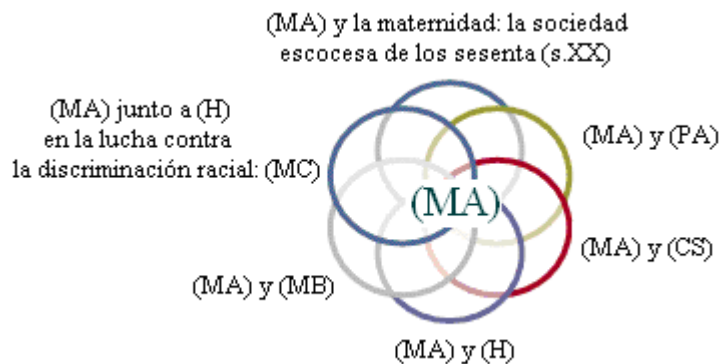 (MA) y la maternidad: la sociedad
escocesa de los sesenta (s.XX)
(MA) junto a (H)
en la lucha contra
la discriminación racial: (MC)
(MA) y (PA)
(MA)
(MA) y (CS)
(MA) y (MB)
(MA) y (H)